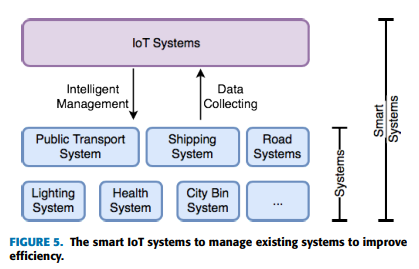 IoT Systems
Intelligent
Management
Data
Collecting
Public Transport
System
Shipping
System
Road
Systems
Lighting
System
Health
System
City Bin
System
...
Systems
Smart
Systems
FIGURE 5. The smart IoT systems to manage existing systems to improve
efficiency.